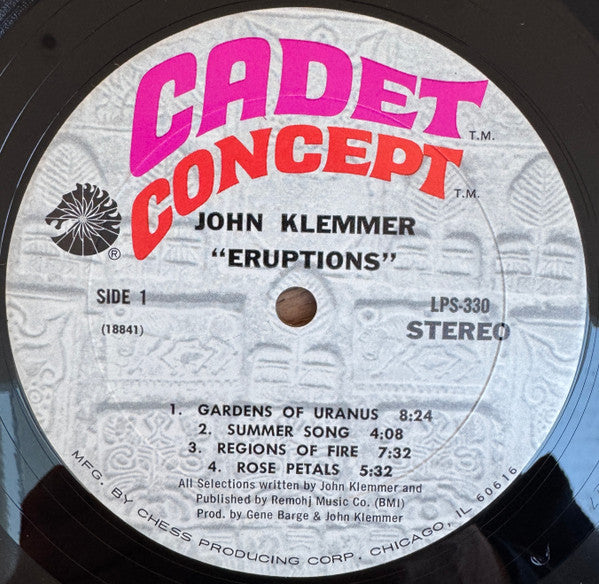 CADET T.M.
CONCEPT T.M.
®
JOHN KLEMMER
"ERUPTIONS"
SIDE 1
(18841)
LPS-330
STEREO
1. GARDENS OF URANUS 8:24
2. SUMMER SONG 4:08
3. REGIONS OF FIRE 7:32
4. ROSE PETALS 5:32
All Selections written by John Klemmer and
Published by Remohj Music Co. (BMI)
Prod. by Gene Barge & John Klemmer
MFG. BY CHESS PRODUCING CORP. CHICAGO, IL 60616